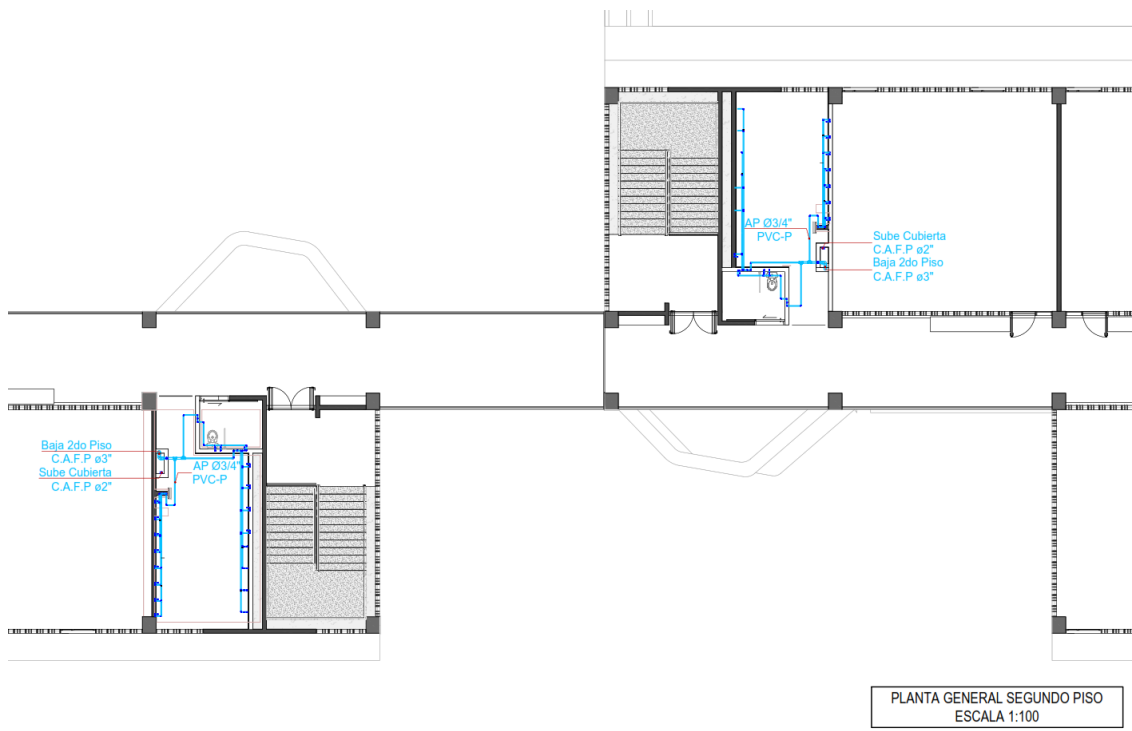 AP Ø3/4"
PVC-P
Sube Cubierta
C.A.F.P ø2"
Baja 2do Piso
C.A.F.P ø3"
Baja 2do Piso
C.A.F.P ø3"
Sube Cubierta
C.A.F.P ø2"
AP Ø3/4"
PVC-P
PLANTA GENERAL SEGUNDO PISO
ESCALA 1:100